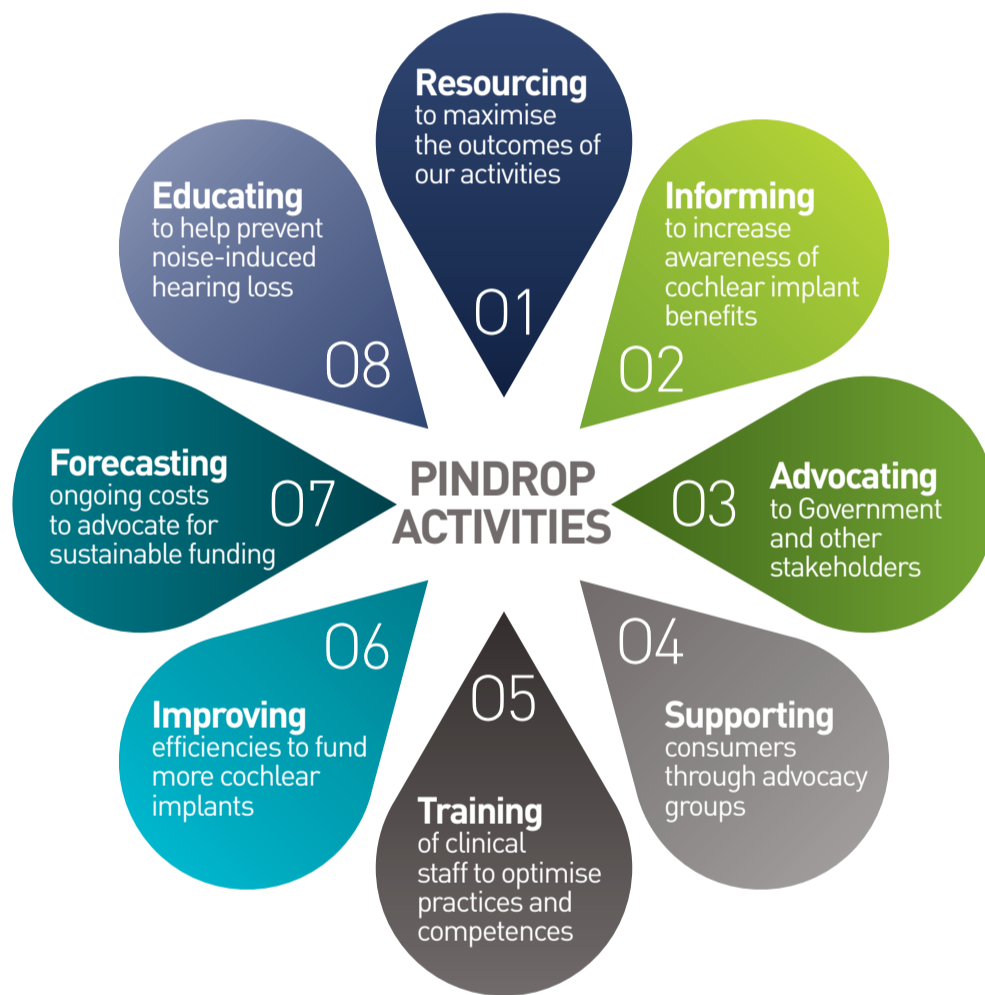 Resourcing
to maximise
the outcomes of
our activities
01
Informing
to increase
awareness of
cochlear implant
benefits
02
Advocating
to Government
and other
stakeholders
03
04
Supporting
consumers
through advocacy
groups
05
Training
of clinical
staff to optimise
practices and
competences
06
Improving
efficiencies to fund
more cochlear
implants
Forecasting
ongoing costs
to advocate for
sustainable funding
07
Educating
to help prevent
noise-induced
hearing loss
08
PINDROP
ACTIVITIES